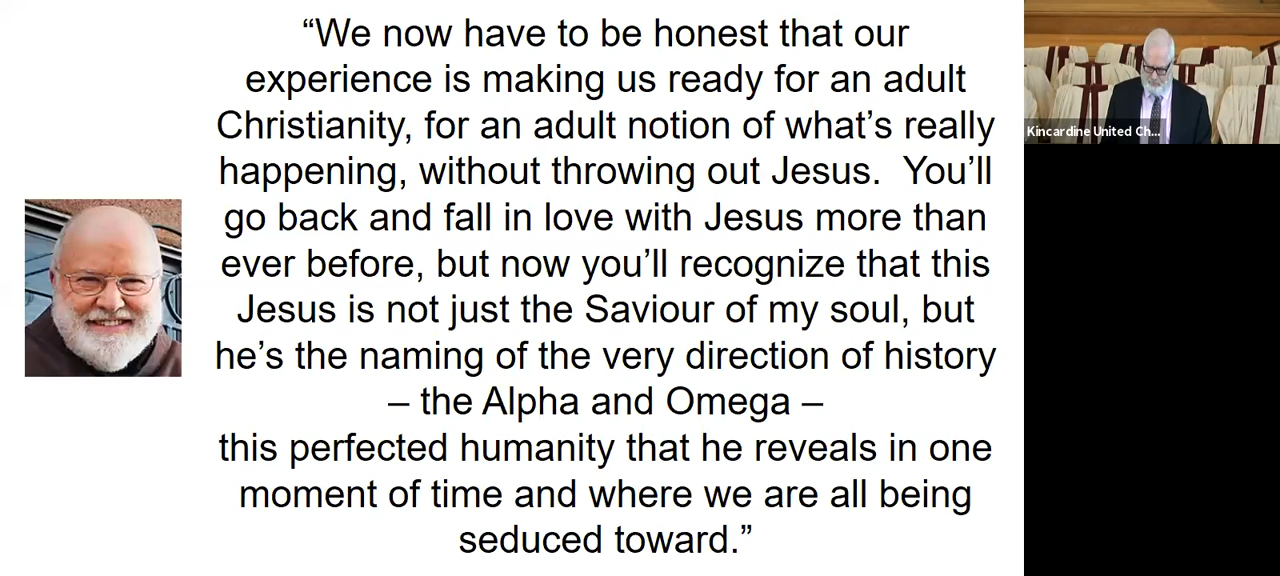 “We now have to be honest that our
experience is making us ready for an adult
Christianity, for an adult notion of what’s really
happening, without throwing out Jesus.  You’ll
go back and fall in love with Jesus more than
ever before, but now you’ll recognize that this
Jesus is not just the Saviour of my soul, but
he’s the naming of the very direction of history
– the Alpha and Omega –
this perfected humanity that he reveals in one
moment of time and where we are all being
seduced toward.”
Kincardine United Ch...